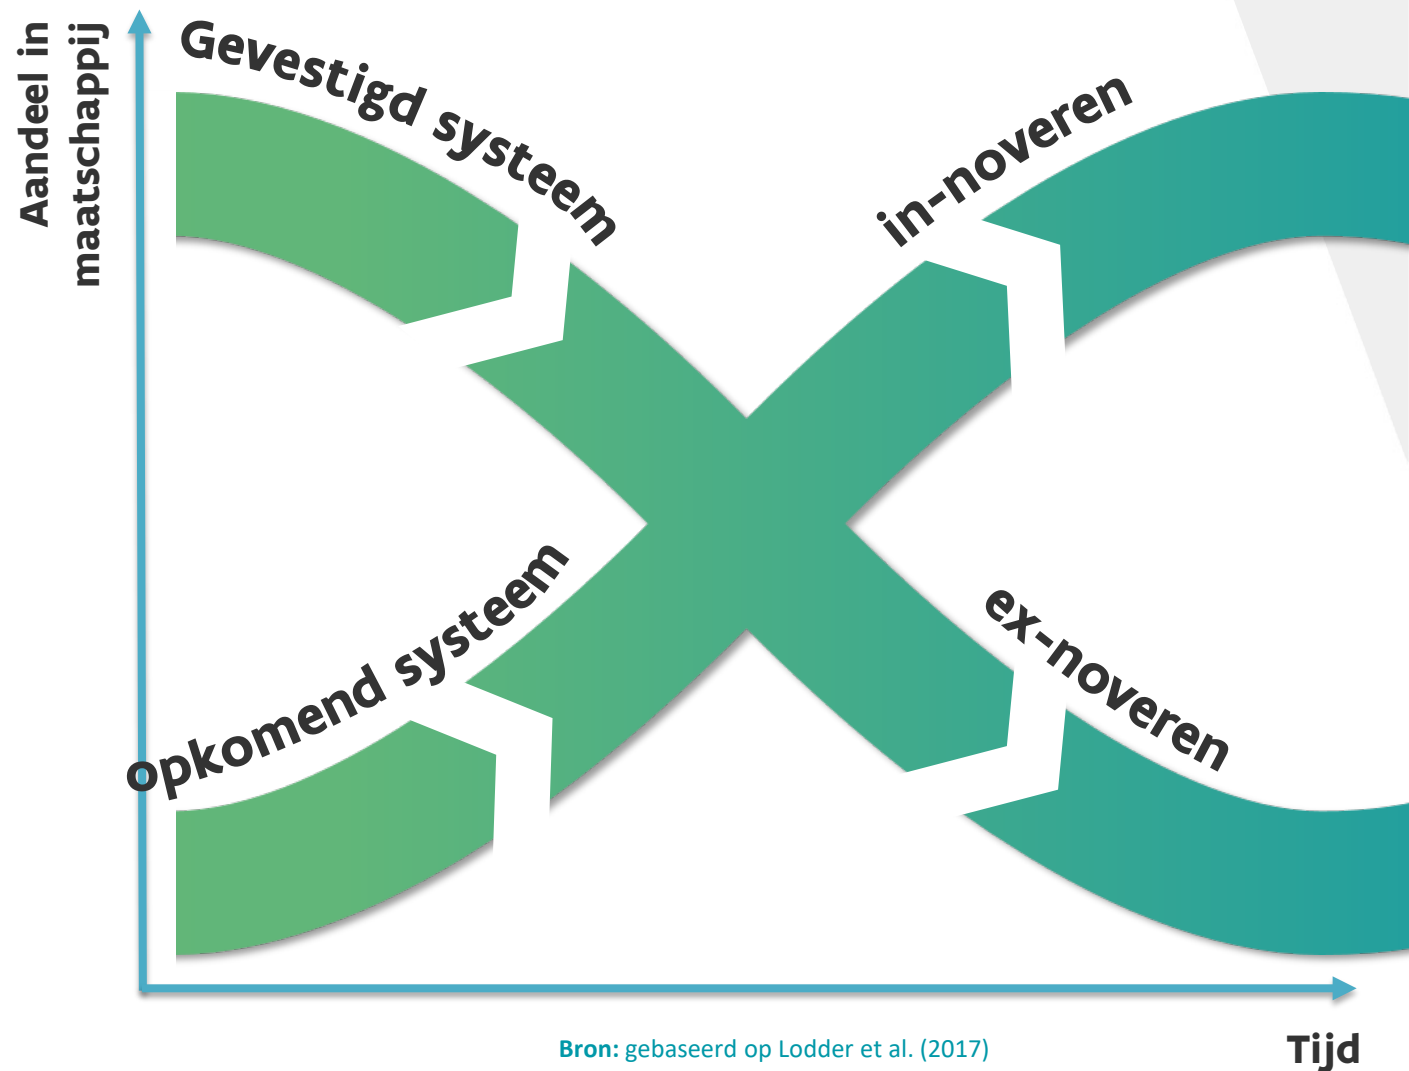 Aandeel in
maatschappij
Gevestigd systeem
in-noveren
opkomend systeem
ex-noveren
Bron: gebaseerd op Lodder et al. (2017)
Tijd